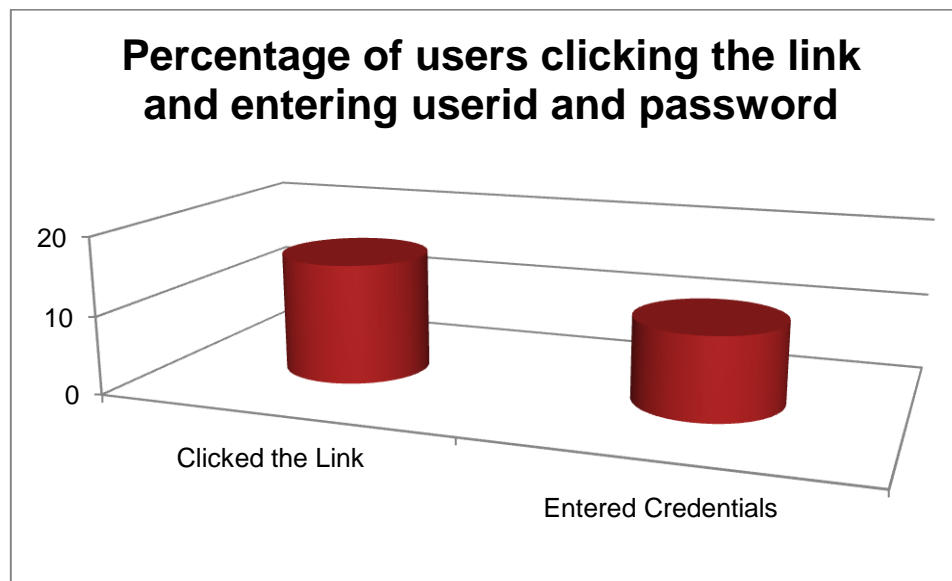 Percentage of users clicking the link
and entering userid and password
20
10
0
Clicked the Link
Entered Credentials